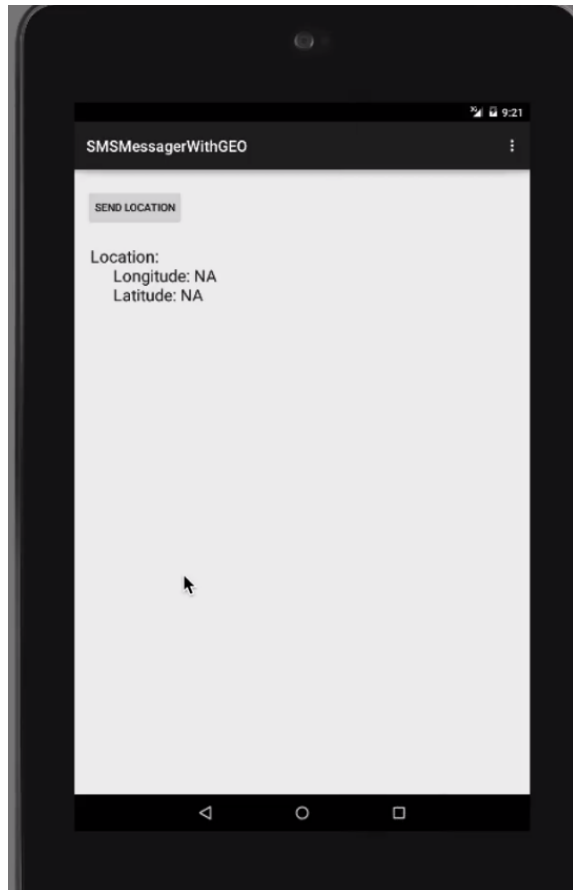 9:21
SMSMessagerWithGEO
SEND LOCATION
Location:
Longitude: NA
Latitude: NA